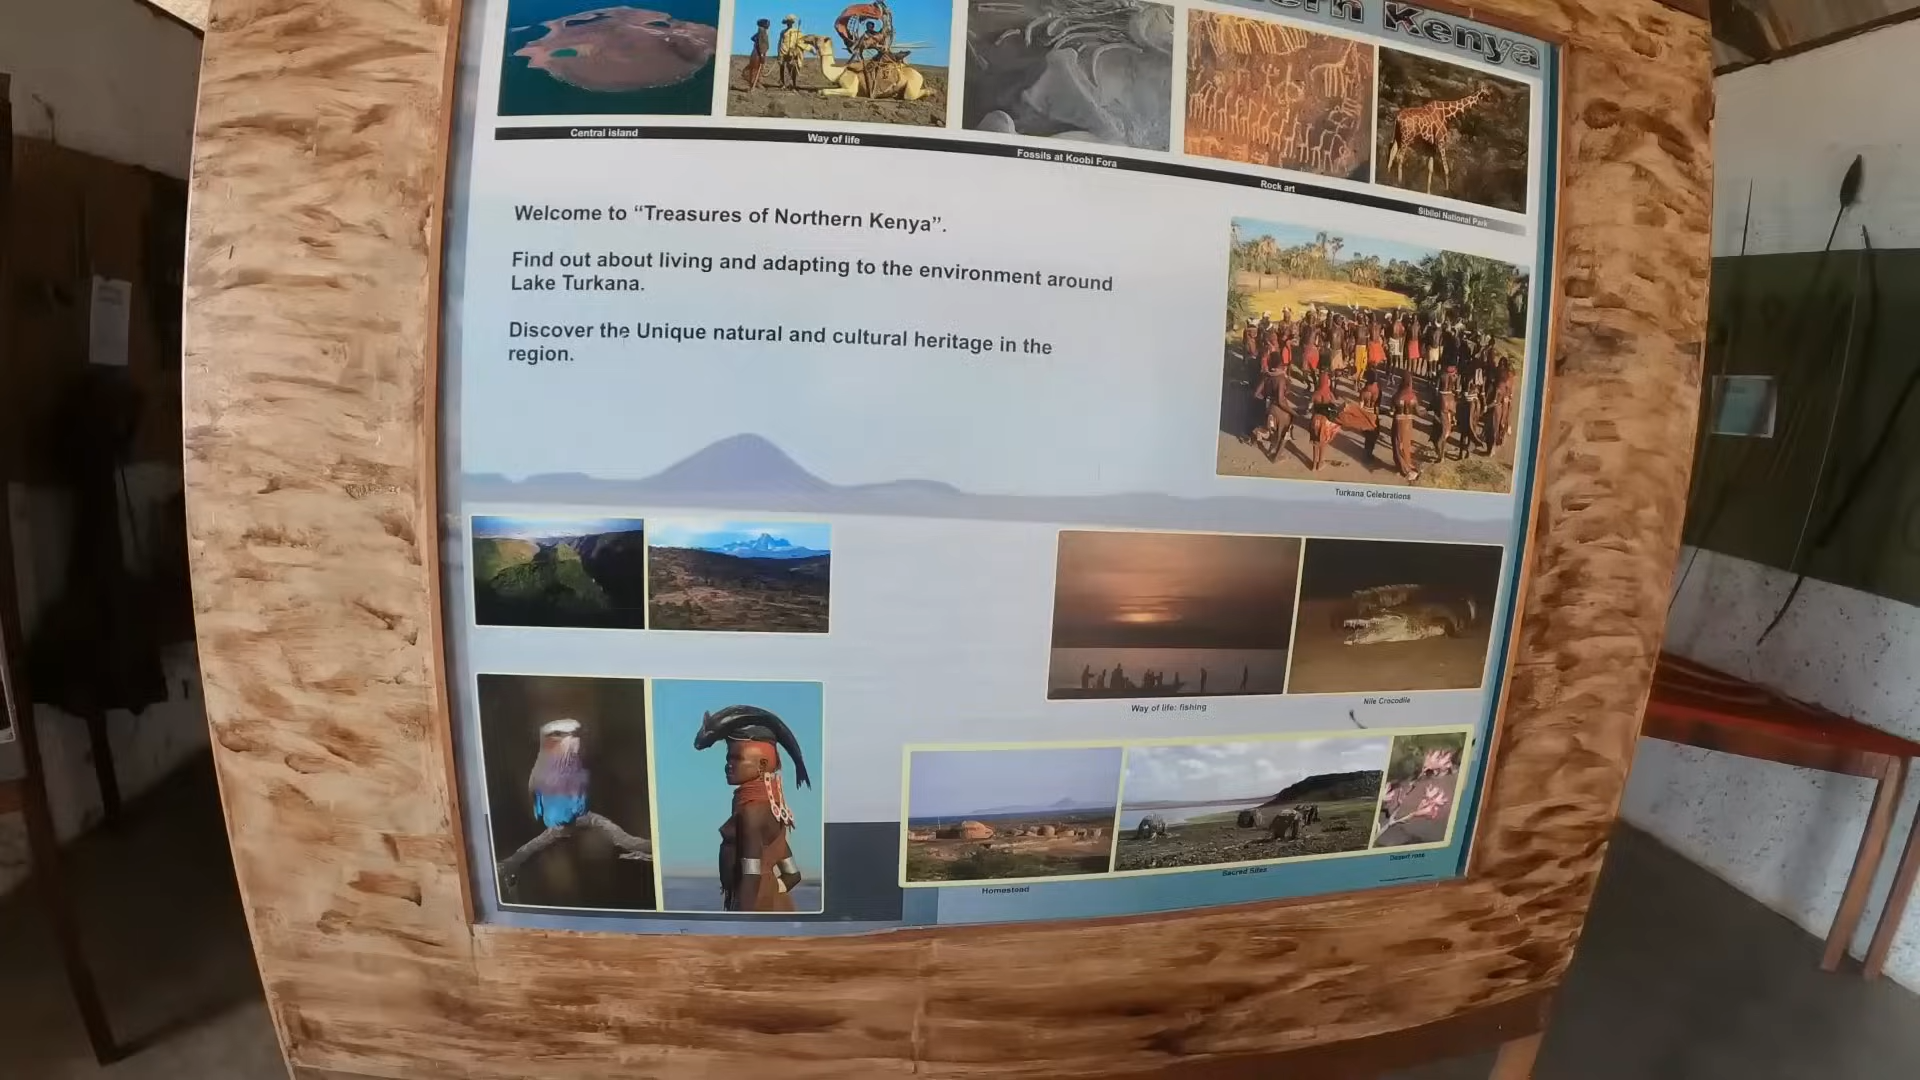 Kenya
Central island
Way of life
Fossils at Koobi Fora
Rock art
Sibiloi National Park
Welcome to “Treasures of Northern Kenya”.
Find out about living and adapting to the environment around
Lake Turkana.
Discover the Unique natural and cultural heritage in the
region.
Turkana Celebrations
Way of life: fishing
Nile Crocodile
Homestead
Sacred Sites
Desert rose